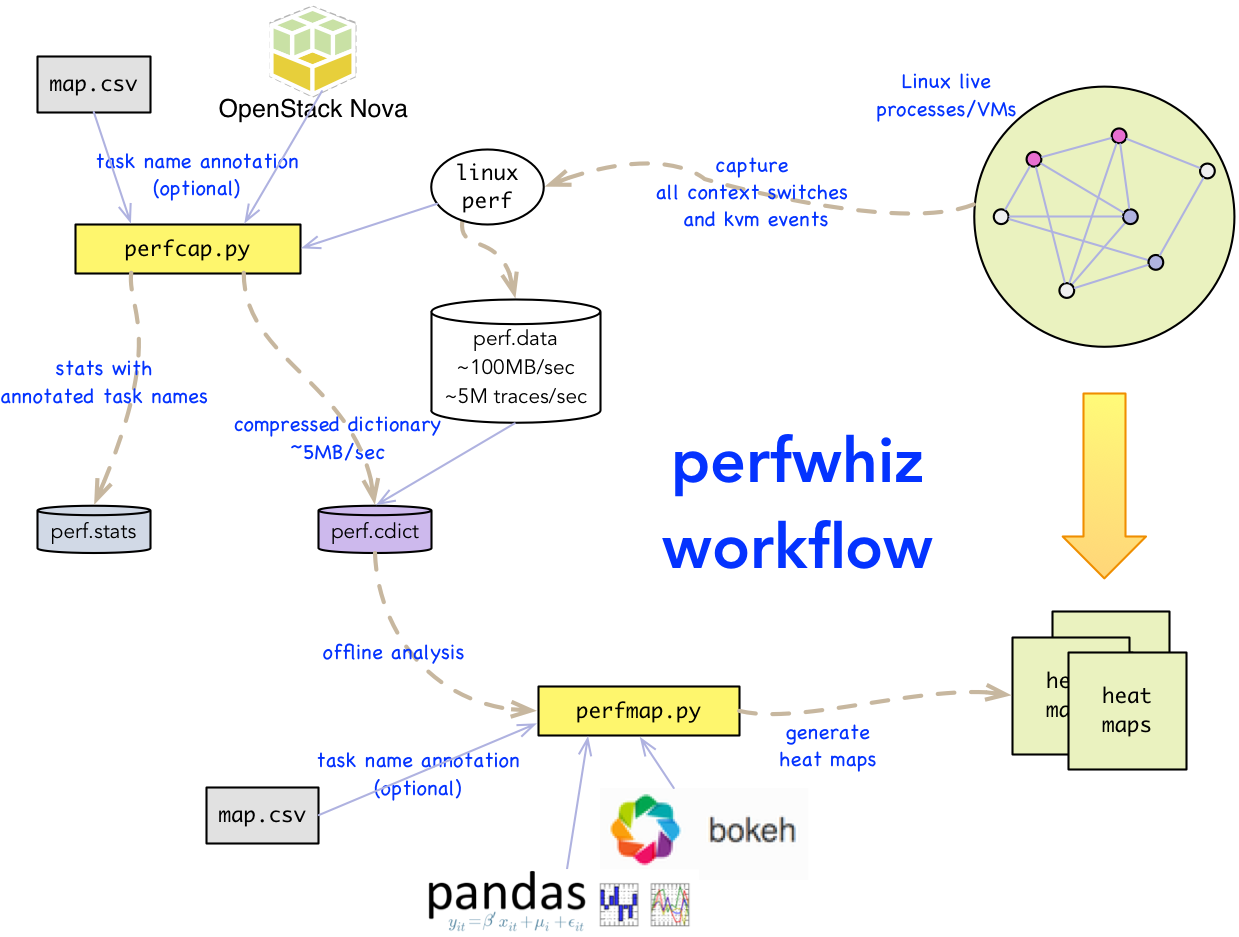 map.csv
OpenStack Nova
task name annotation
(optional)
linux
perf
capture
all context switches
and kvm events
Linux live
processes/VMs
perfcap.py
perf.data
~100MB/sec
~5M traces/sec
stats with
annotated task names
compressed dictionary
~5MB/sec
perf.stats
perf.cdict
perfwhiz
workflow
offline analysis
perfmap.py
generate
heat maps
he
ma
heat
maps
task name annotation
(optional)
map.csv
bokeh
pandas
y_{it} = β' x_{it} + μ_i + ϵ_{it}